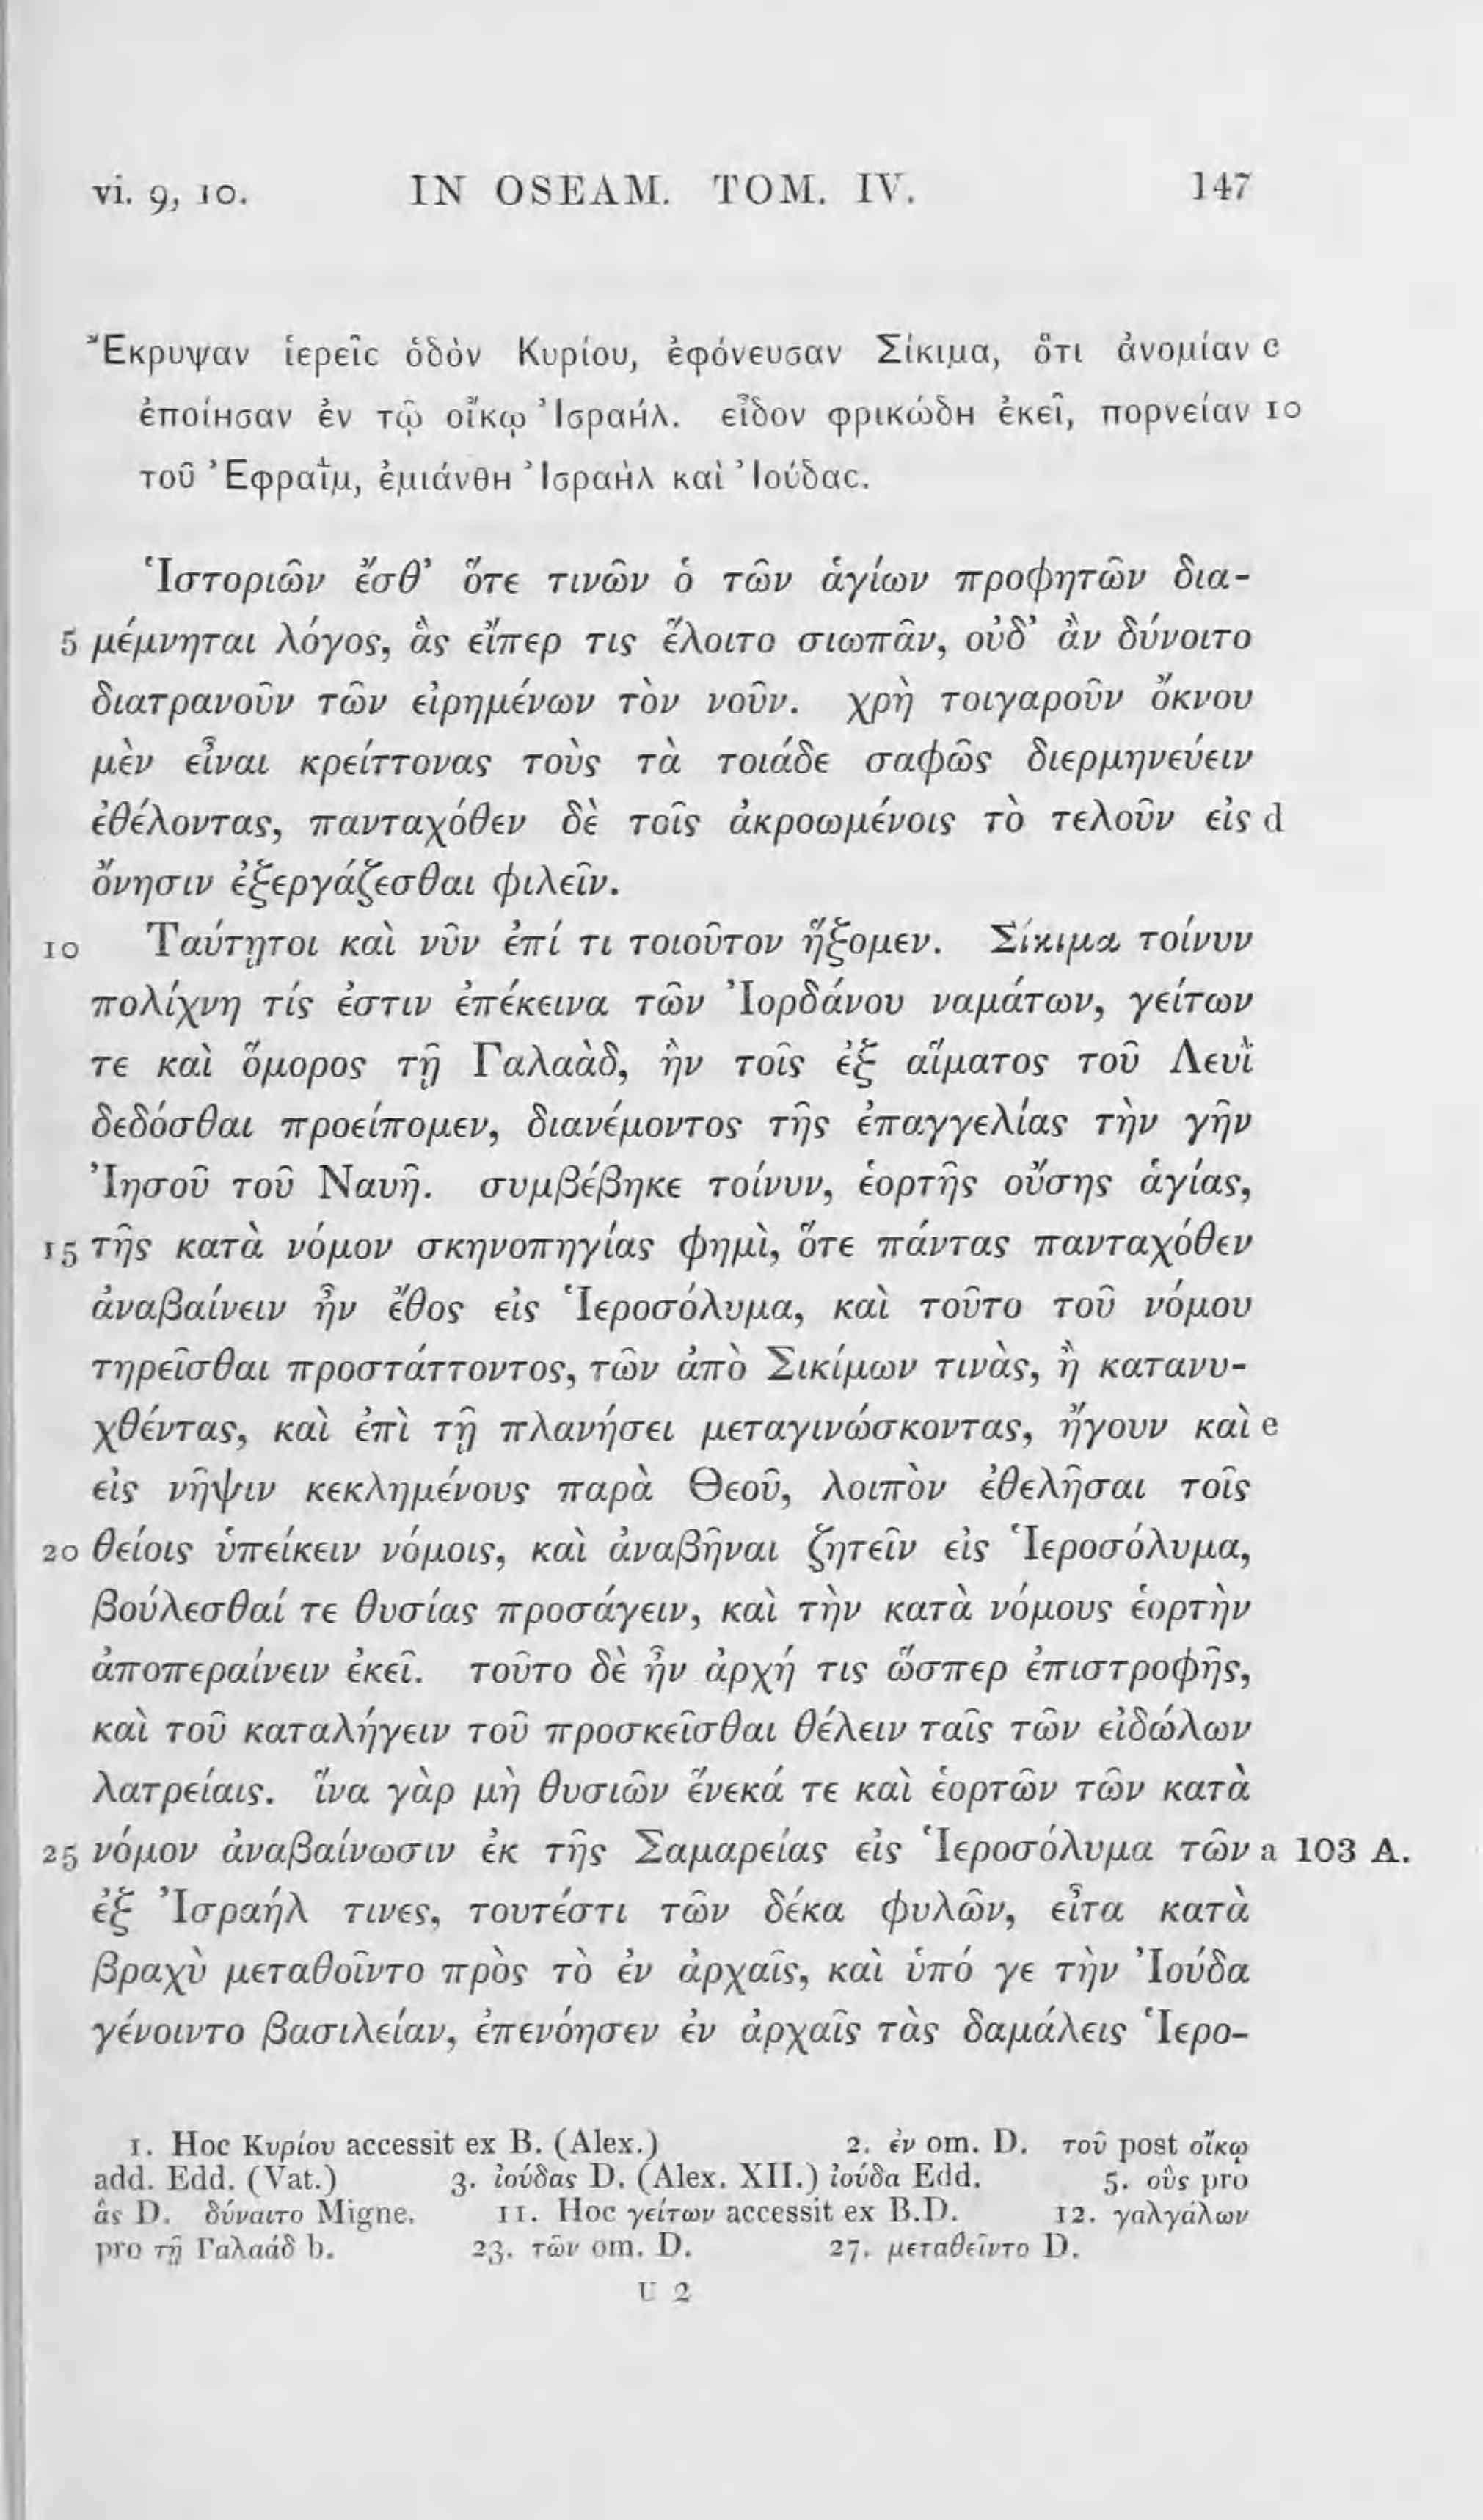 vi. 9, 10. IN OSEAM. TOM. IV. 147
Ἔκρυψαν ἱερεῖς ὁδὸν Κυρίου, ἐφόνευσαν Σίκιμα, ὅτι ἀνομίαν c
ἐποίησαν ἐν τῷ οἴκῳ Ἰσραήλ. εἶδον φρικώδη ἐκεῖ, πορνείαν 10
τοῦ Ἐφραῒμ, ἐμιάνθη Ἰσραὴλ καὶ Ἰούδας.
Ἱστοριῶν ἔσθ’ ὅτε τινῶν ὁ τῶν ἁγίων προφητῶν δια-
5 μέμνηται λόγος, ἃς εἴπερ τις ἕλοιτο σιωπᾶν, οὐδ’ ἂν δύνοιτο
διατρανοῦν τῶν εἰρημένων τὸν νοῦν. χρὴ τοιγαροῦν ὄκνου
μὲν εἶναι κρείττονας τοὺς τὰ τοιάδε σαφῶς διερμηνεύειν
ἐθέλοντας, πανταχόθεν δὲ τοῖς ἀκροωμένοις τὸ τελοῦν εἰς d
ὄνησιν ἐξεργάζεσθαι φιλεῖν.
10 Ταύτῃτοι καὶ νῦν ἐπί τι τοιοῦτον ἥξομεν. Σίκιμα τοίνυν
πολίχνη τίς ἐστιν ἐπέκεινα τῶν Ἰορδάνου ναμάτων, γείτων
τε καὶ ὅμορος τῇ Γαλαὰδ, ἣν τοῖς ἐξ αἵματος τοῦ Λευῒ
δεδόσθαι προείπομεν, διανέμοντος τῆς ἐπαγγελίας τὴν γῆν
Ἰησοῦ τοῦ Ναυῆ. συμβέβηκε τοίνυν, ἑορτῆς οὔσης ἁγίας,
15 τῆς κατὰ νόμον σκηνοπηγίας φημὶ, ὅτε πάντας πανταχόθεν
ἀναβαίνειν ἦν ἔθος εἰς Ἱεροσόλυμα, καὶ τοῦτο τοῦ νόμου
τηρεῖσθαι προστάττοντος, τῶν ἀπὸ Σικίμων τινὰς, ἢ κατανυ-
χθέντας, καὶ ἐπὶ τῇ πλανήσει μεταγινώσκοντας, ἤγουν καὶ e
εἰς νῆψιν κεκλημένους παρὰ Θεοῦ, λοιπὸν ἐθελῆσαι τοῖς
20 θείοις ὑπείκειν νόμοις, καὶ ἀναβῆναι ζητεῖν εἰς Ἱεροσόλυμα,
βούλεσθαί τε θυσίας προσάγειν, καὶ τὴν κατὰ νόμους ἑορτὴν
ἀποπεραίνειν ἐκεῖ. τοῦτο δὲ ἦν ἀρχή τις ὥσπερ ἐπιστροφῆς,
καὶ τοῦ καταλήγειν τοῦ προσκεῖσθαι θέλειν ταῖς τῶν εἰδώλων
λατρείαις. ἵνα γὰρ μὴ θυσιῶν ἕνεκά τε καὶ ἑορτῶν τῶν κατὰ
25 νόμον ἀναβαίνωσιν ἐκ τῆς Σαμαρείας εἰς Ἱεροσόλυμα τῶν a 103 A.
ἐξ Ἰσραήλ τινες, τουτέστι τῶν δέκα φυλῶν, εἶτα κατὰ
βραχὺ μεταθοῖντο πρὸς τὸ ἐν ἀρχαῖς, καὶ ὑπό γε τὴν Ἰούδα
γένοιντο βασιλείαν, ἐπενόησεν ἐν ἀρχαῖς τὰς δαμάλεις Ἱερο-
1. Hoc Κυρίου accessit ex B. (Alex.) 2. ἐν om. D. τοῦ post οἴκῳ
add. Edd. (Vat.) 3. ἰούδας D. (Alex. XII.) ἰούδα Edd. 5. οὓς pro
ἃς D. δύναιτο Migne. 11. Hoc γείτων accessit ex B.D. 12. γαλγάλων
pro τῇ Γαλαάδ b. 23. τῶν om. D. 27. μεταθεῖντο D.
U 2